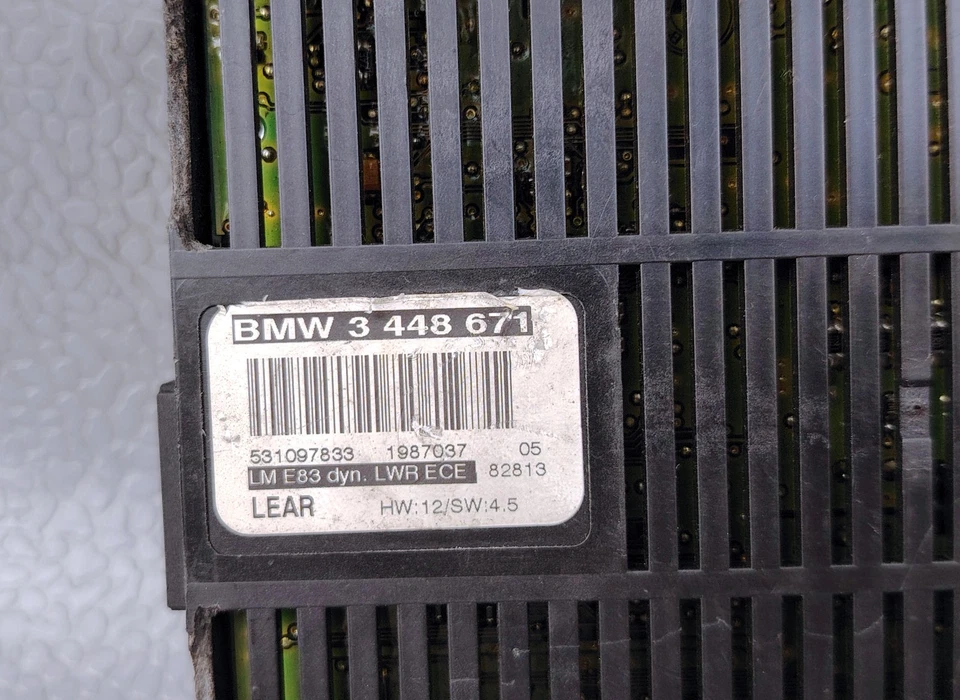 BMW 3 448 671
531097833 1987037 05
LM E83 dyn. LWR ECE 82813
LEAR HW:12/SW:4.5